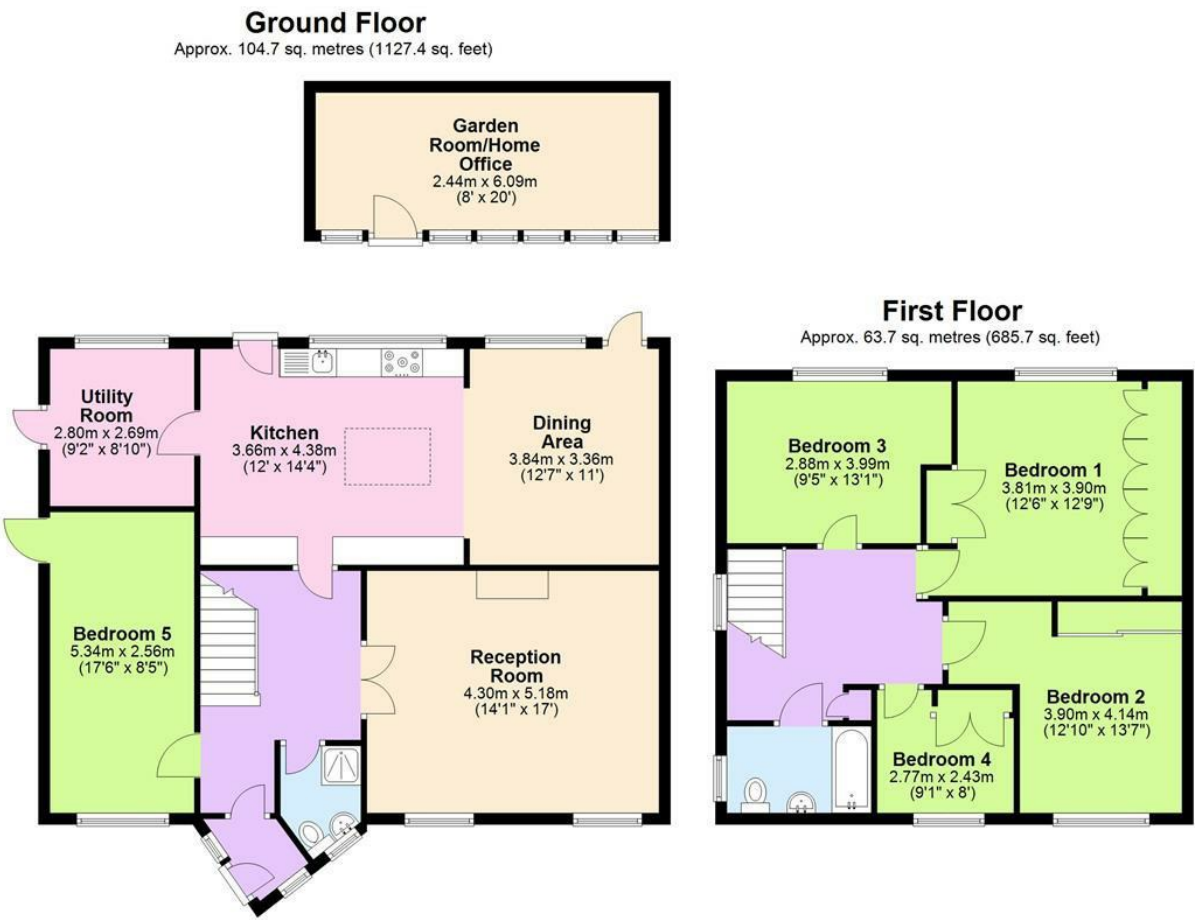 Ground Floor
Approx. 104.7 sq. metres (1127.4 sq. feet)
Garden
Room/Home
Office
2.44m x 6.09m
(8' x 20')
Utility
Room
2.80m x 2.69m
(9'2" x 8'10")
Kitchen
3.66m x 4.38m
(12' x 14'4")
Dining
Area
3.84m x 3.36m
(12'7" x 11')
Bedroom 5
5.34m x 2.56m
(17'6" x 8'5")
Reception
Room
4.30m x 5.18m
(14'1" x 17')
First Floor
Approx. 63.7 sq. metres (685.7 sq. feet)
Bedroom 3
2.88m x 3.99m
(9'5" x 13'1")
Bedroom 1
3.81m x 3.90m
(12'6" x 12'9")
Bedroom 2
3.90m x 4.14m
(12'10" x 13'7")
Bedroom 4
2.77m x 2.43m
(9'1" x 8')